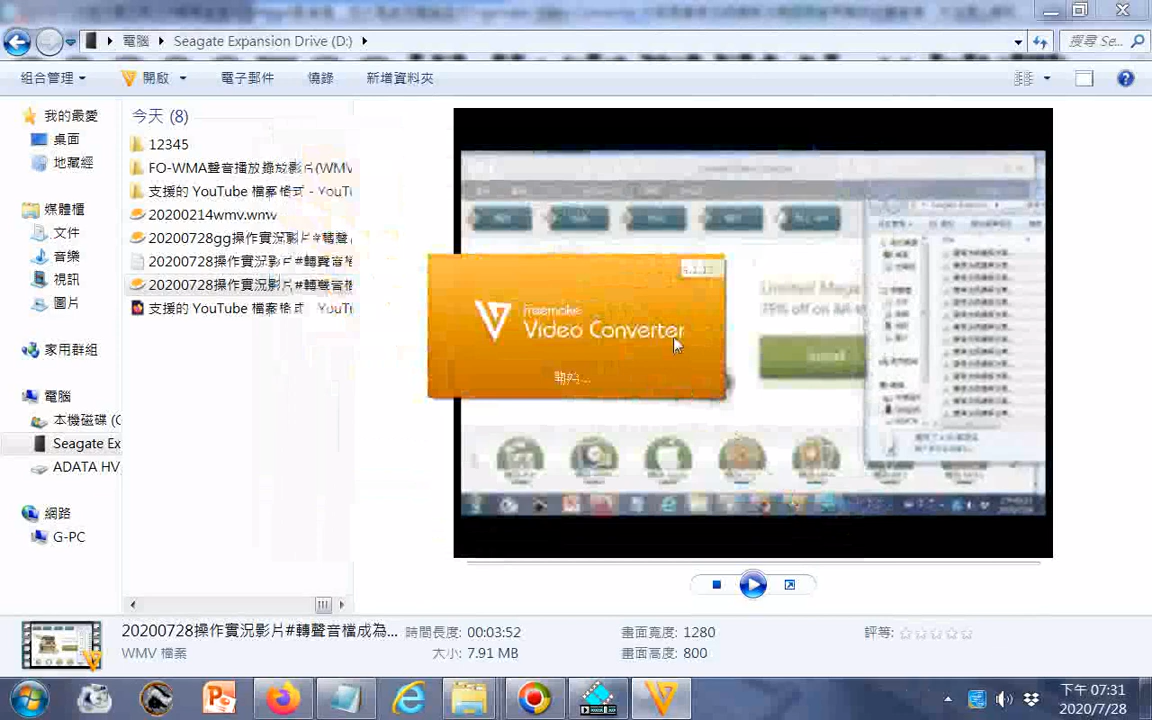 電腦 ▸ Seagate Expansion Drive (D:) ▸
搜尋 Se...
組合管理 開啟 電子郵件 燒錄 新增資料夾
我的最愛
桌面
地藏經
媒體櫃
文件
音樂
視訊
圖片
家用群組
電腦
本機磁碟 (C
Seagate Ex
ADATA HV
網路
G-PC
今天 (8)
12345
FO-WMA聲音播放錄放影片(WMV
支援的 YouTube 檔案格式 - YouTu
20200214wmv.wmv
20200728gg操作實況影片#轉聲
20200728操作實況影片#轉聲音檔
20200728操作實況影片#轉聲音檔
支援的 YouTube 檔案格式 - YouTu
Freemake
Video Converter
開始...
20200728操作實況影片#轉聲音檔成為...
WMV 檔案
時間長度: 00:03:52
大小: 7.91 MB
畫面寬度: 1280
畫面高度: 800
評等:
下午 07:31
2020/7/28